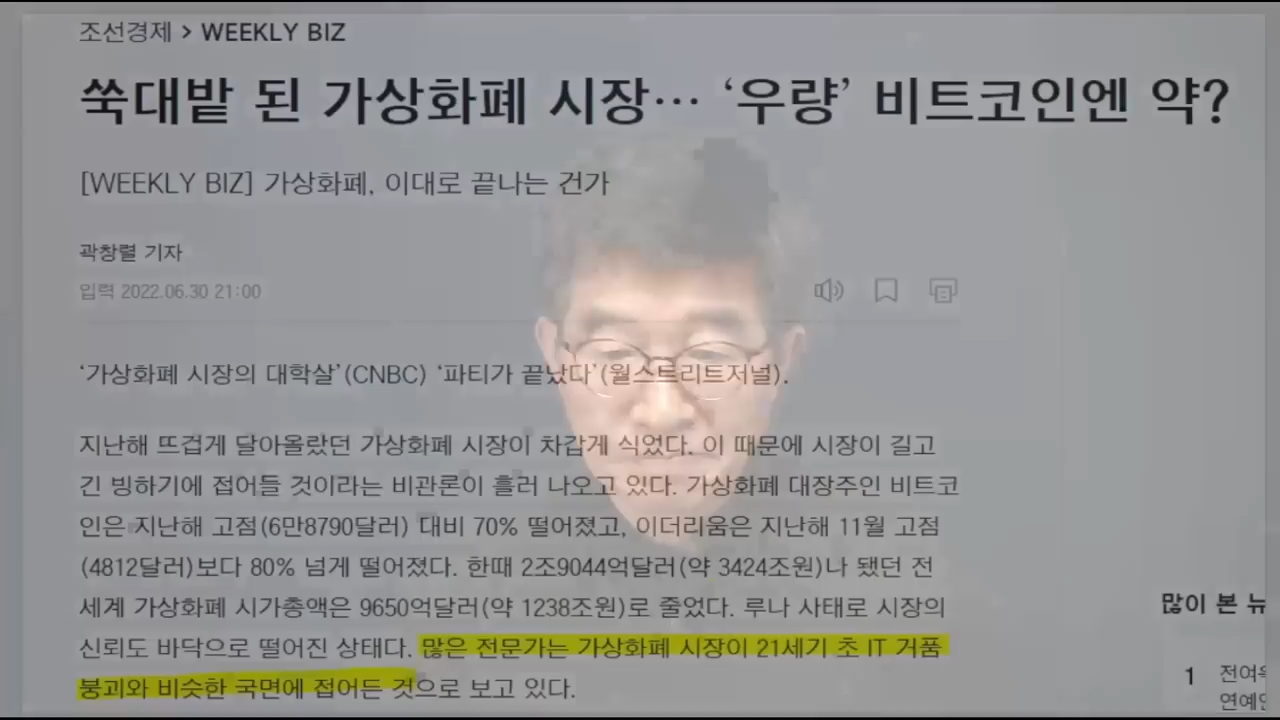 조선경제 > WEEKLY BIZ
쑥대밭 된 가상화폐 시장… ‘우량’ 비트코인엔 약?
[WEEKLY BIZ] 가상화폐, 이대로 끝나는 건가
곽창렬 기자
입력 2022.06.30 21:00
‘가상화폐 시장의 대학살’(CNBC) ‘파티가 끝났다’(월스트리트저널).
지난해 뜨겁게 달아올랐던 가상화폐 시장이 차갑게 식었다. 이 때문에 시장이 길고
긴 빙하기에 접어들 것이라는 비관론이 흘러 나오고 있다. 가상화폐 대장주인 비트코
인은 지난해 고점(6만8790달러) 대비 70% 떨어졌고, 이더리움은 지난해 11월 고점
(4812달러)보다 80% 넘게 떨어졌다. 한때 2조9044억달러(약 3424조원)나 됐던 전
세계 가상화폐 시가총액은 9650억달러(약 1238조원)로 줄었다. 루나 사태로 시장의
신뢰도 바닥으로 떨어진 상태다. 많은 전문가는 가상화폐 시장이 21세기 초 IT 거품
붕괴와 비슷한 국면에 접어든 것으로 보고 있다.
많이 본 뉴
1 전여옥
연예인